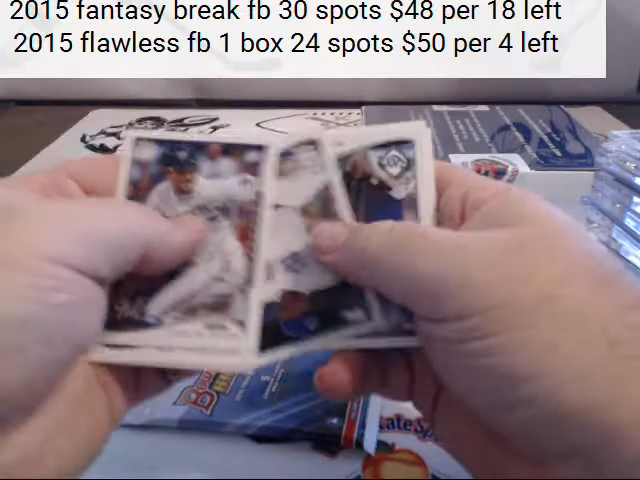 2015 fantasy break fb 30 spots $48 per 18 left
2015 flawless fb 1 box 24 spots $50 per 4 left